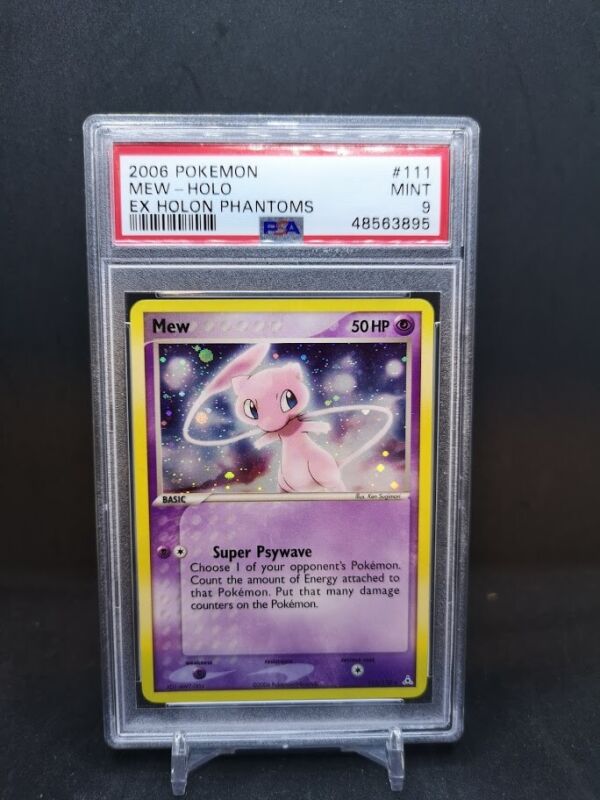 2006 POKEMON #111
MEW - HOLO MINT
EX HOLON PHANTOMS 9
PSA 48563895
Mew 50 HP
BASIC
Illus. Ken Sugimori
Super Psywave
Choose 1 of your opponent's Pokémon.
Count the amount of Energy attached to
that Pokémon. Put that many damage
counters on the Pokémon.
weakness resistance retreat cost